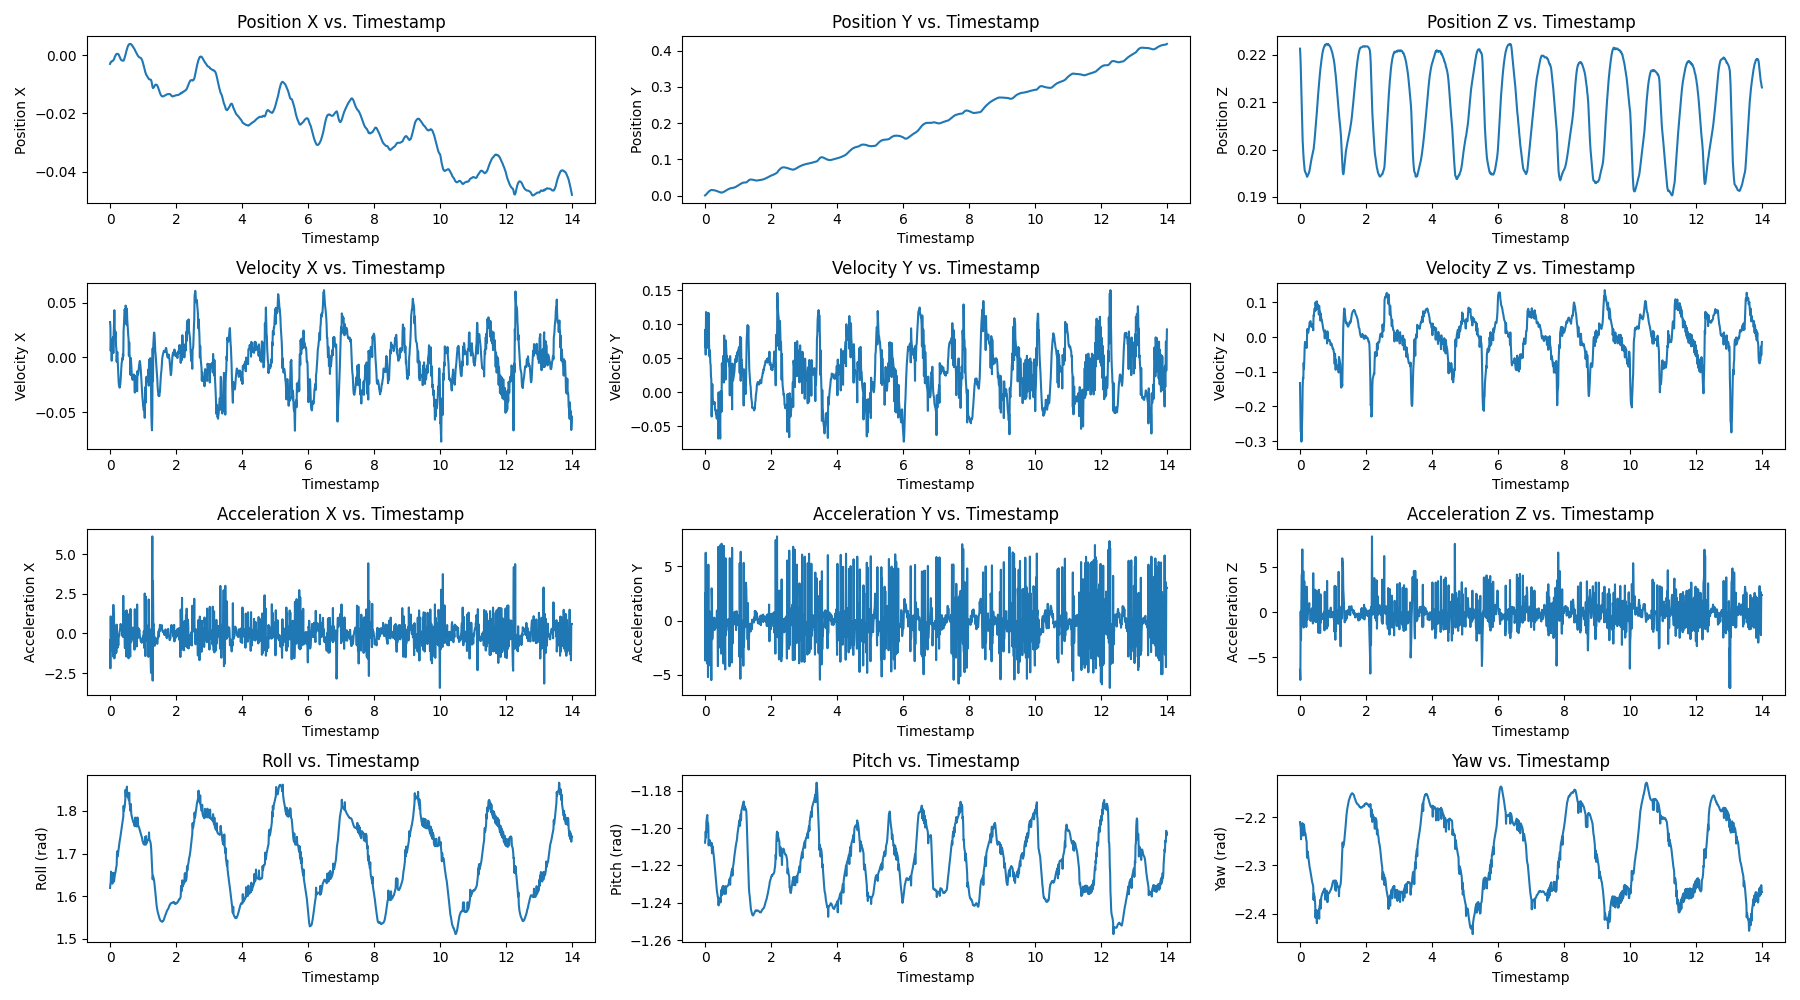 Position X vs. Timestamp
Position X
0.00
−0.02
−0.04
0 2 4 6 8 10 12 14
Timestamp
Position Y vs. Timestamp
Position Y
0.4
0.3
0.2
0.1
0.0
0 2 4 6 8 10 12 14
Timestamp
Position Z vs. Timestamp
Position Z
0.22
0.21
0.20
0.19
0 2 4 6 8 10 12 14
Timestamp
Velocity X vs. Timestamp
Velocity X
0.05
0.00
−0.05
0 2 4 6 8 10 12 14
Timestamp
Velocity Y vs. Timestamp
Velocity Y
0.15
0.10
0.05
0.00
−0.05
0 2 4 6 8 10 12 14
Timestamp
Velocity Z vs. Timestamp
Velocity Z
0.1
0.0
−0.1
−0.2
−0.3
0 2 4 6 8 10 12 14
Timestamp
Acceleration X vs. Timestamp
Acceleration X
5.0
2.5
0.0
−2.5
0 2 4 6 8 10 12 14
Timestamp
Acceleration Y vs. Timestamp
Acceleration Y
5
0
−5
0 2 4 6 8 10 12 14
Timestamp
Acceleration Z vs. Timestamp
Acceleration Z
5
0
−5
0 2 4 6 8 10 12 14
Timestamp
Roll vs. Timestamp
Roll (rad)
1.8
1.7
1.6
1.5
0 2 4 6 8 10 12 14
Timestamp
Pitch vs. Timestamp
Pitch (rad)
−1.18
−1.20
−1.22
−1.24
−1.26
0 2 4 6 8 10 12 14
Timestamp
Yaw vs. Timestamp
Yaw (rad)
−2.2
−2.3
−2.4
0 2 4 6 8 10 12 14
Timestamp